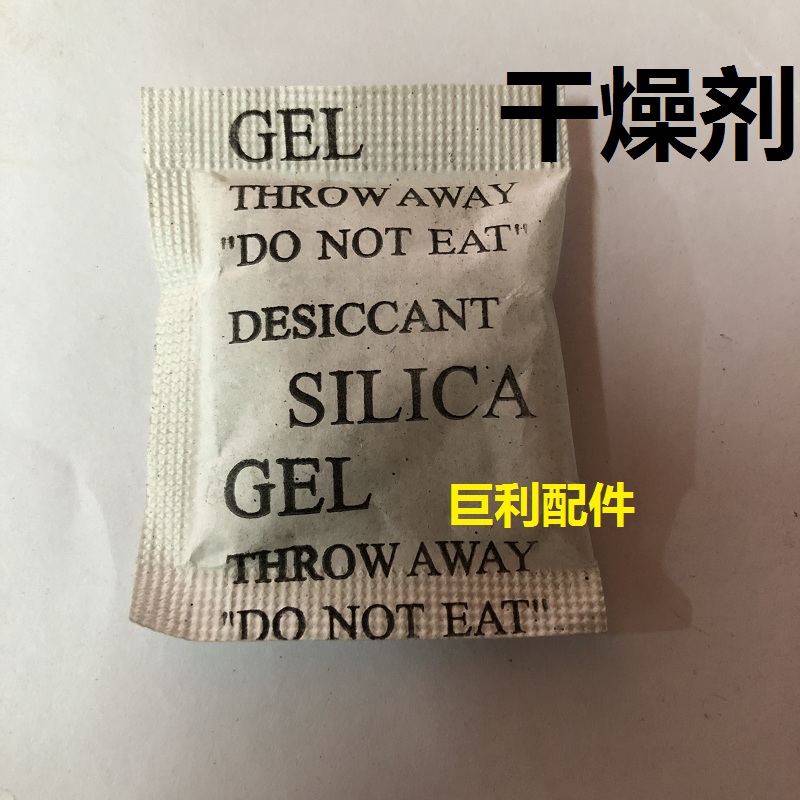 干燥剂
GEL
THROW AWAY
"DO NOT EAT"
DESICCANT
SILICA
GEL
巨利配件
THROW AWAY
"DO NOT EAT"